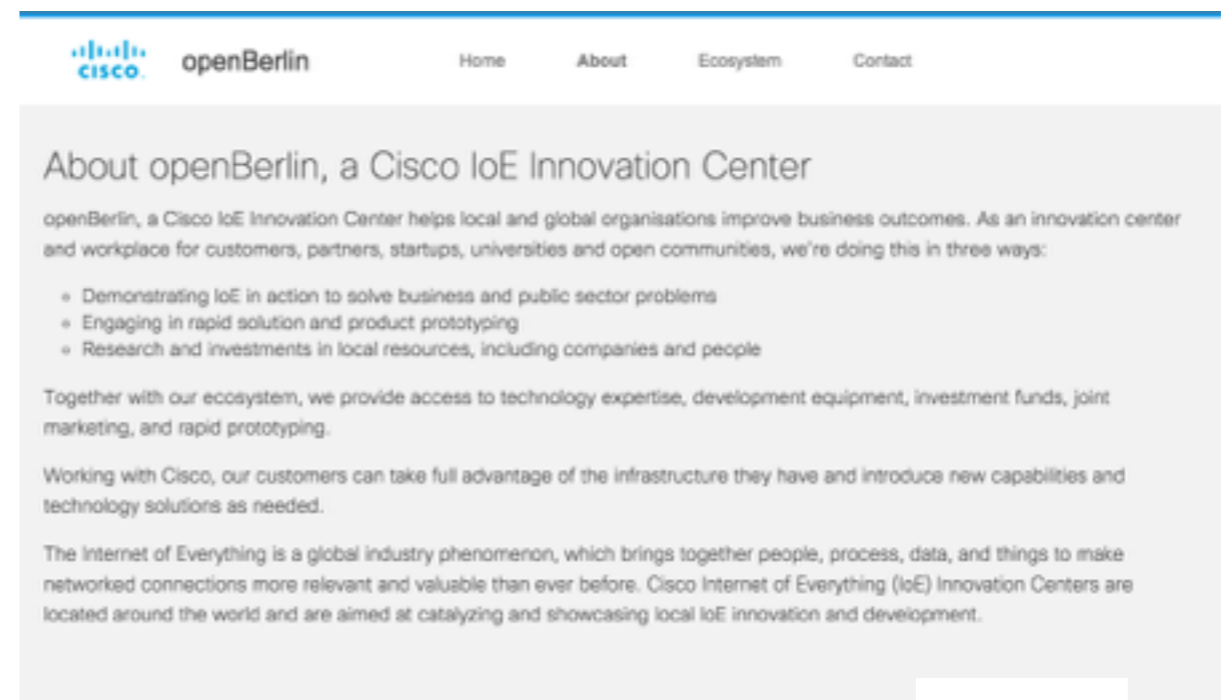 CISCO. openBerlin Home About Ecosystem Contact
About openBerlin, a Cisco IoE Innovation Center
openBerlin, a Cisco IoE Innovation Center helps local and global organisations improve business outcomes. As an innovation center
and workplace for customers, partners, startups, universities and open communities, we're doing this in three ways:
Demonstrating IoE in action to solve business and public sector problems
Engaging in rapid solution and product prototyping
Research and investments in local resources, including companies and people
Together with our ecosystem, we provide access to technology expertise, development equipment, investment funds, joint
marketing, and rapid prototyping.
Working with Cisco, our customers can take full advantage of the infrastructure they have and introduce new capabilities and
technology solutions as needed.
The Internet of Everything is a global industry phenomenon, which brings together people, process, data, and things to make
networked connections more relevant and valuable than ever before. Cisco Internet of Everything (IoE) Innovation Centers are
located around the world and are aimed at catalyzing and showcasing local IoE innovation and development.